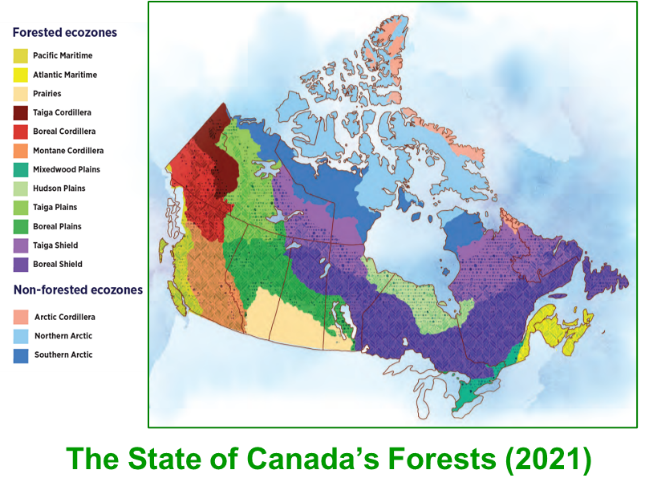 Forested ecozones
Pacific Maritime
Atlantic Maritime
Prairies
Taiga Cordillera
Boreal Cordillera
Montane Cordillera
Mixedwood Plains
Hudson Plains
Taiga Plains
Boreal Plains
Taiga Shield
Boreal Shield
Non-forested ecozones
Arctic Cordillera
Northern Arctic
Southern Arctic
The State of Canada’s Forests (2021)